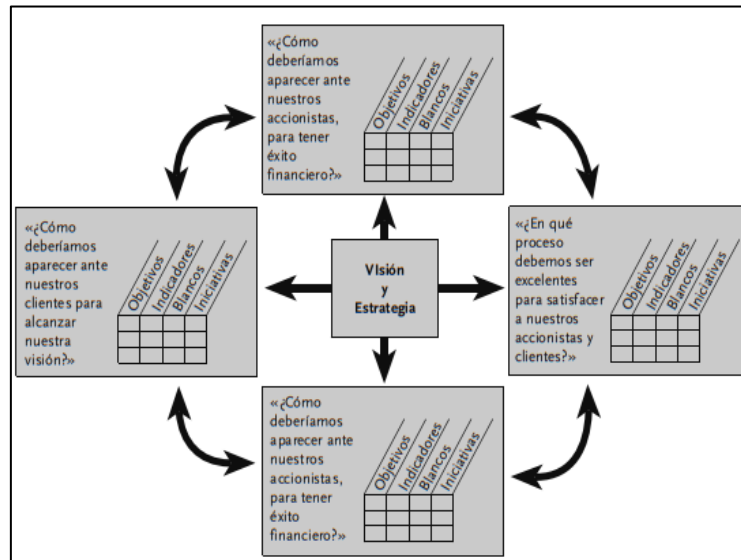 «¿Cómo
deberíamos
aparecer ante
nuestros
accionistas,
para tener
éxito
financiero?»
Objetivos
Indicadores
Blancos
Iniciativas
«¿Cómo
deberíamos
aparecer ante
nuestros
clientes para
alcanzar
nuestra
visión?»
Objetivos
Indicadores
Blancos
Iniciativas
VIsión
y
Estrategia
«¿En qué
proceso
debemos ser
excelentes
para satisfacer
a nuestros
accionistas y
clientes?»
Objetivos
Indicadores
Blancos
Iniciativas
«¿Cómo
deberíamos
aparecer ante
nuestros
accionistas,
para tener
éxito
financiero?»
Objetivos
Indicadores
Blancos
Iniciativas